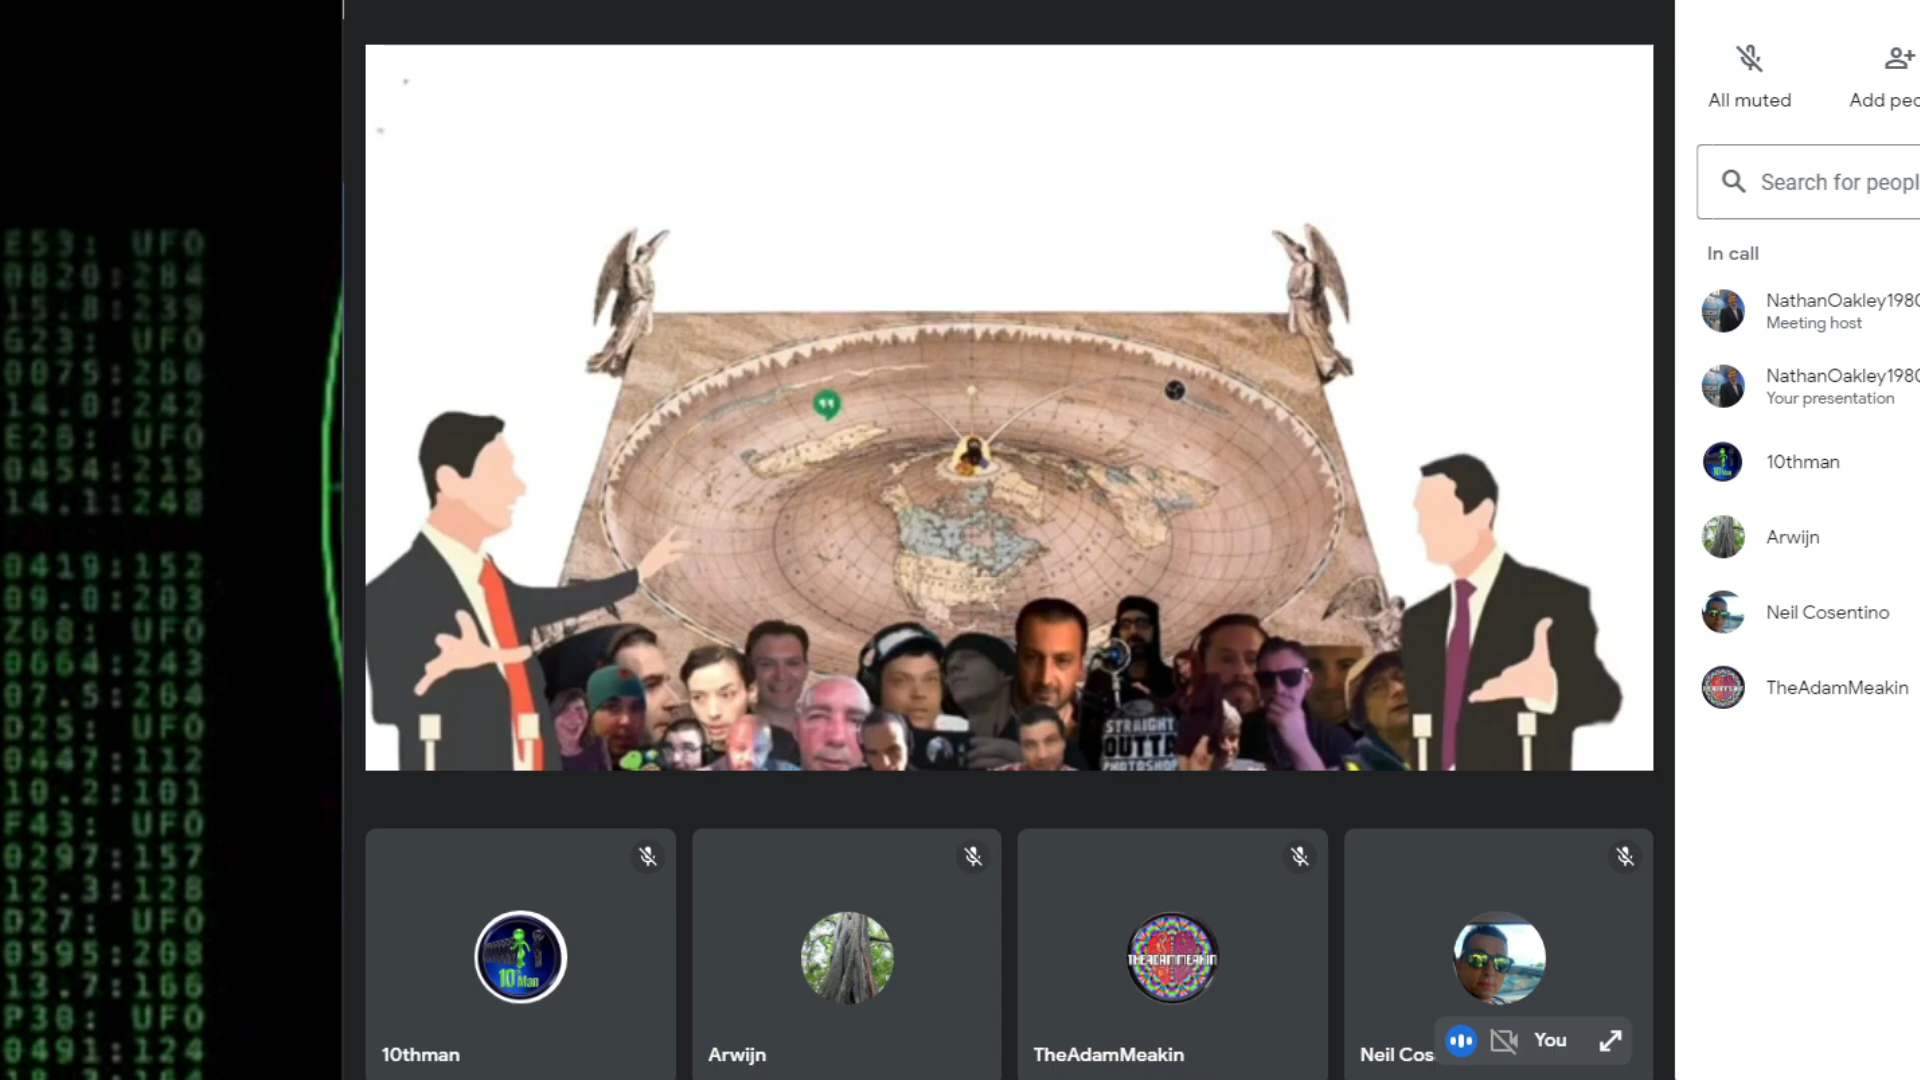 E53: UFO
0820:284
15.8:239
G23: UFO
0075:286
14.0:242
E28: UFO
0454:215
14.1:248
0419:152
09.0:203
Z68: UFO
0664:243
07.5:264
D25: UFO
0447:112
10.2:101
F43: UFO
0297:157
12.3:128
D27: UFO
0595:208
13.7:166
P38: UFO
0491:124
STRAIGHT
OUTTA
PHOTOSHOP
10 Man
THEADAMMEAKIN
10thman
Arwijn
TheAdamMeakin
Neil Cos
You
All muted
Add peo
Search for peopl
In call
NathanOakley1980
Meeting host
NathanOakley1980
Your presentation
10thman
Arwijn
Neil Cosentino
TheAdamMeakin